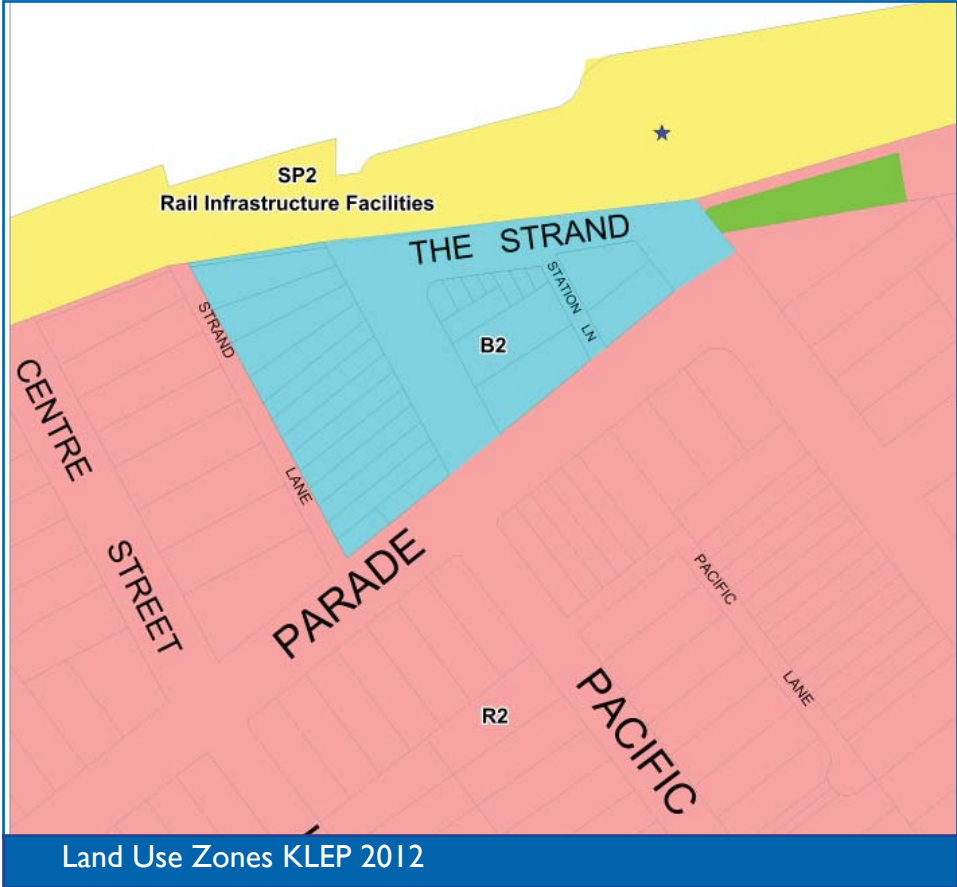 SP2
Rail Infrastructure Facilities
THE STRAND
STATION LN
STRAND
B2
CENTRE
LANE
PARADE
STREET
PACIFIC
LANE
R2
PACIFIC
Land Use Zones KLEP 2012